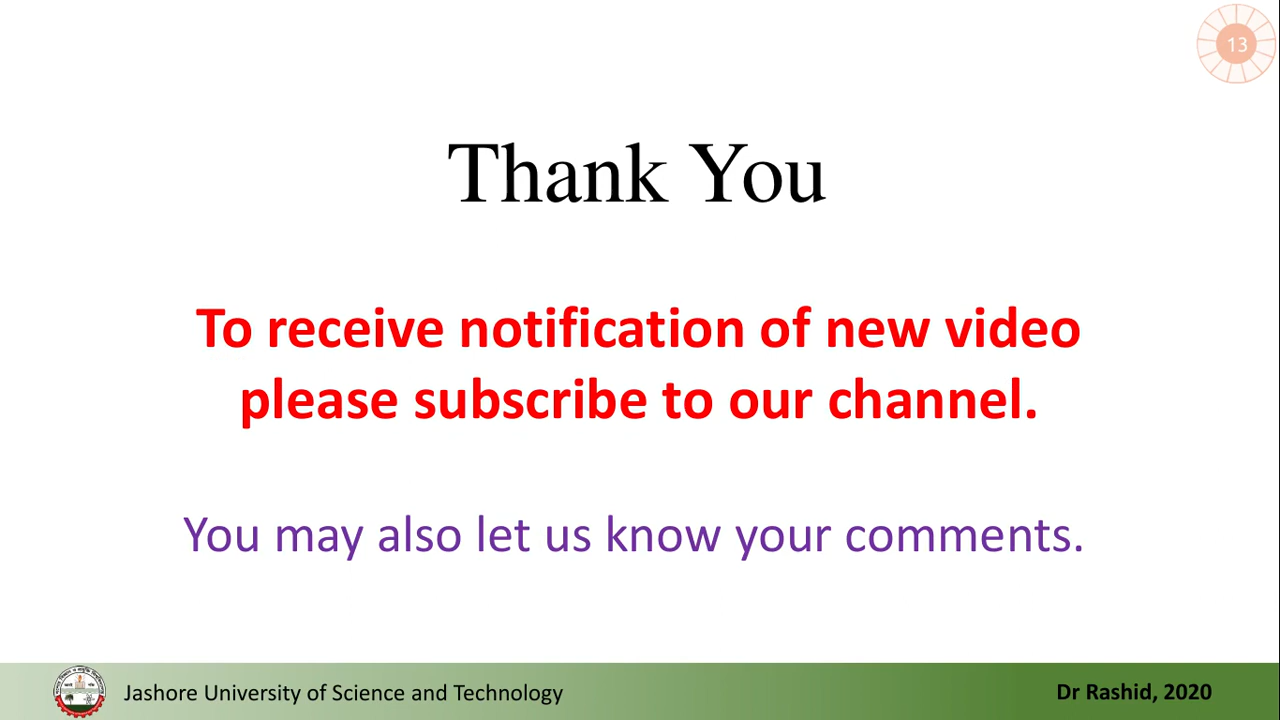 13
Thank You
To receive notification of new video
please subscribe to our channel.
You may also let us know your comments.
Jashore University of Science and Technology
Dr Rashid, 2020